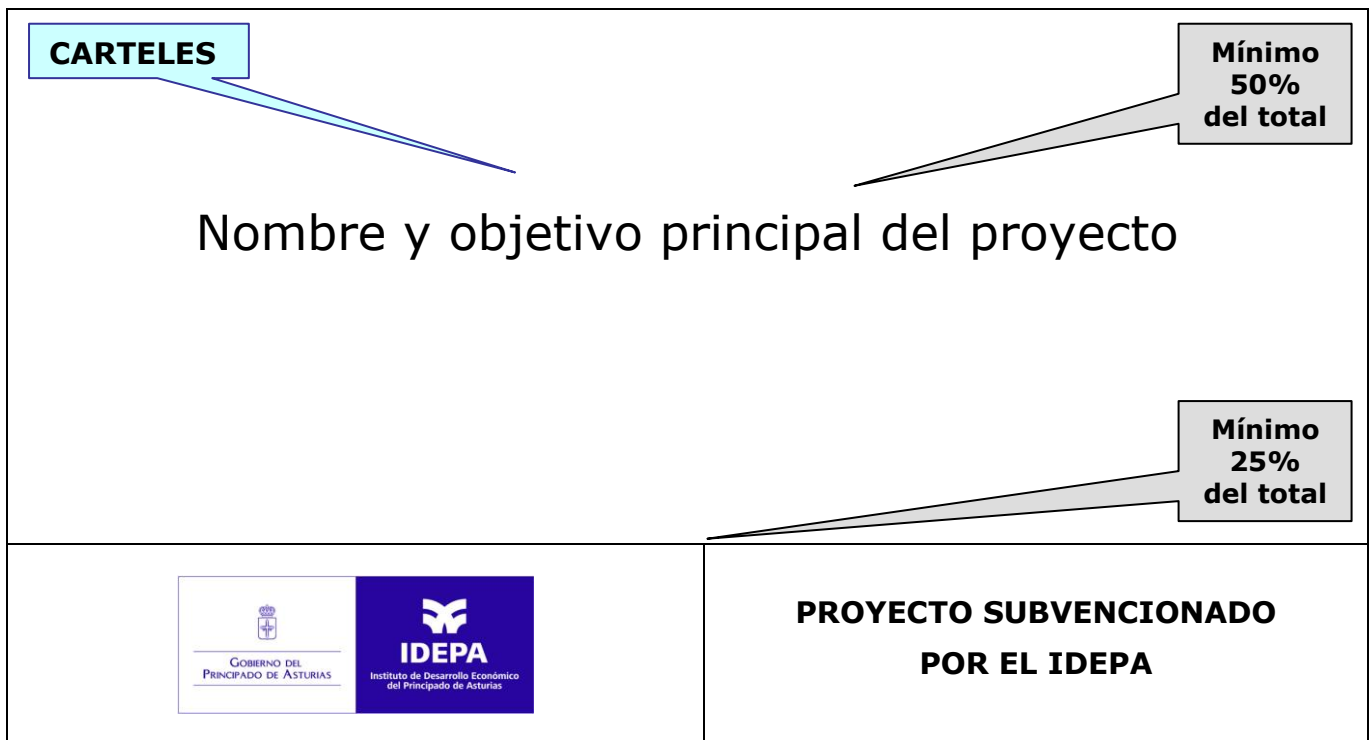 CARTELES
Mínimo
50%
del total
Nombre y objetivo principal del proyecto
Mínimo
25%
del total
GOBIERNO DEL
PRINCIPADO DE ASTURIAS
IDEPA
Instituto de Desarrollo Económico
del Principado de Asturias
PROYECTO SUBVENCIONADO
POR EL IDEPA